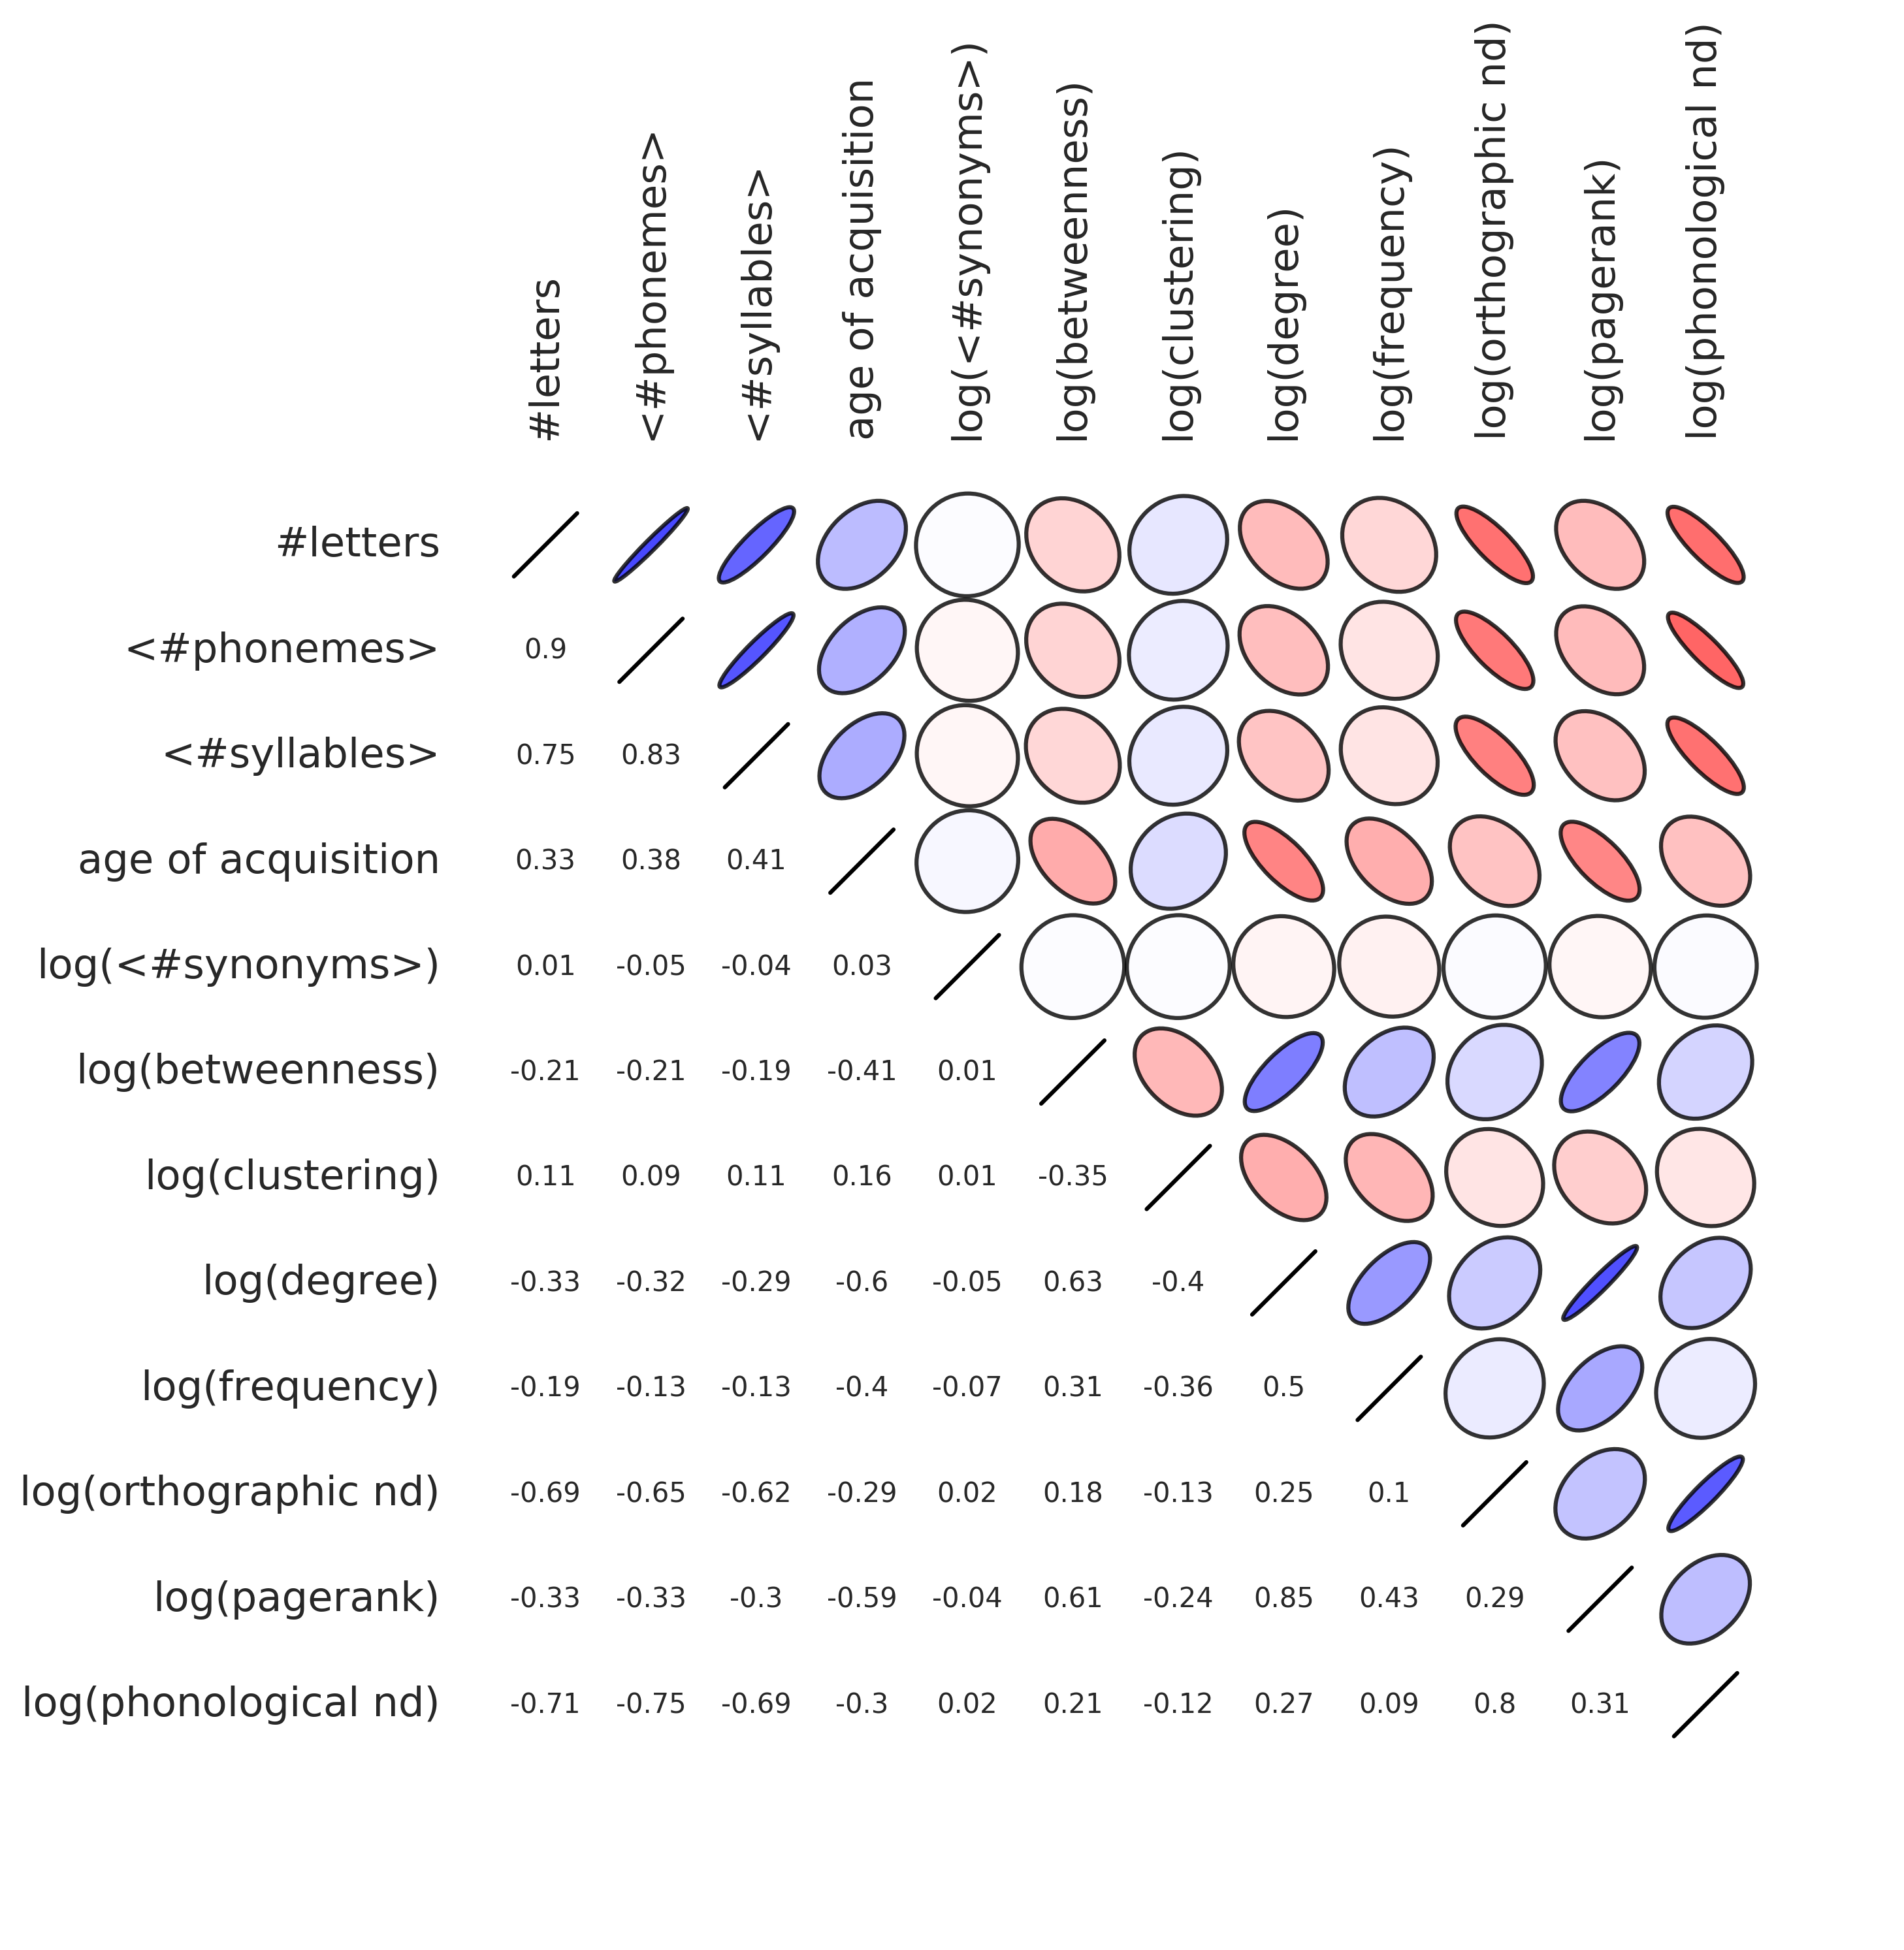 #letters
<#phonemes>
<#syllables>
age of acquisition
log(<#synonyms>)
log(betweenness)
log(clustering)
log(degree)
log(frequency)
log(orthographic nd)
log(pagerank)
log(phonological nd)
#letters
<#phonemes> 0.9
<#syllables> 0.75 0.83
age of acquisition 0.33 0.38 0.41
log(<#synonyms>) 0.01 -0.05 -0.04 0.03
log(betweenness) -0.21 -0.21 -0.19 -0.41 0.01
log(clustering) 0.11 0.09 0.11 0.16 0.01 -0.35
log(degree) -0.33 -0.32 -0.29 -0.6 -0.05 0.63 -0.4
log(frequency) -0.19 -0.13 -0.13 -0.4 -0.07 0.31 -0.36 0.5
log(orthographic nd) -0.69 -0.65 -0.62 -0.29 0.02 0.18 -0.13 0.25 0.1
log(pagerank) -0.33 -0.33 -0.3 -0.59 -0.04 0.61 -0.24 0.85 0.43 0.29
log(phonological nd) -0.71 -0.75 -0.69 -0.3 0.02 0.21 -0.12 0.27 0.09 0.8 0.31